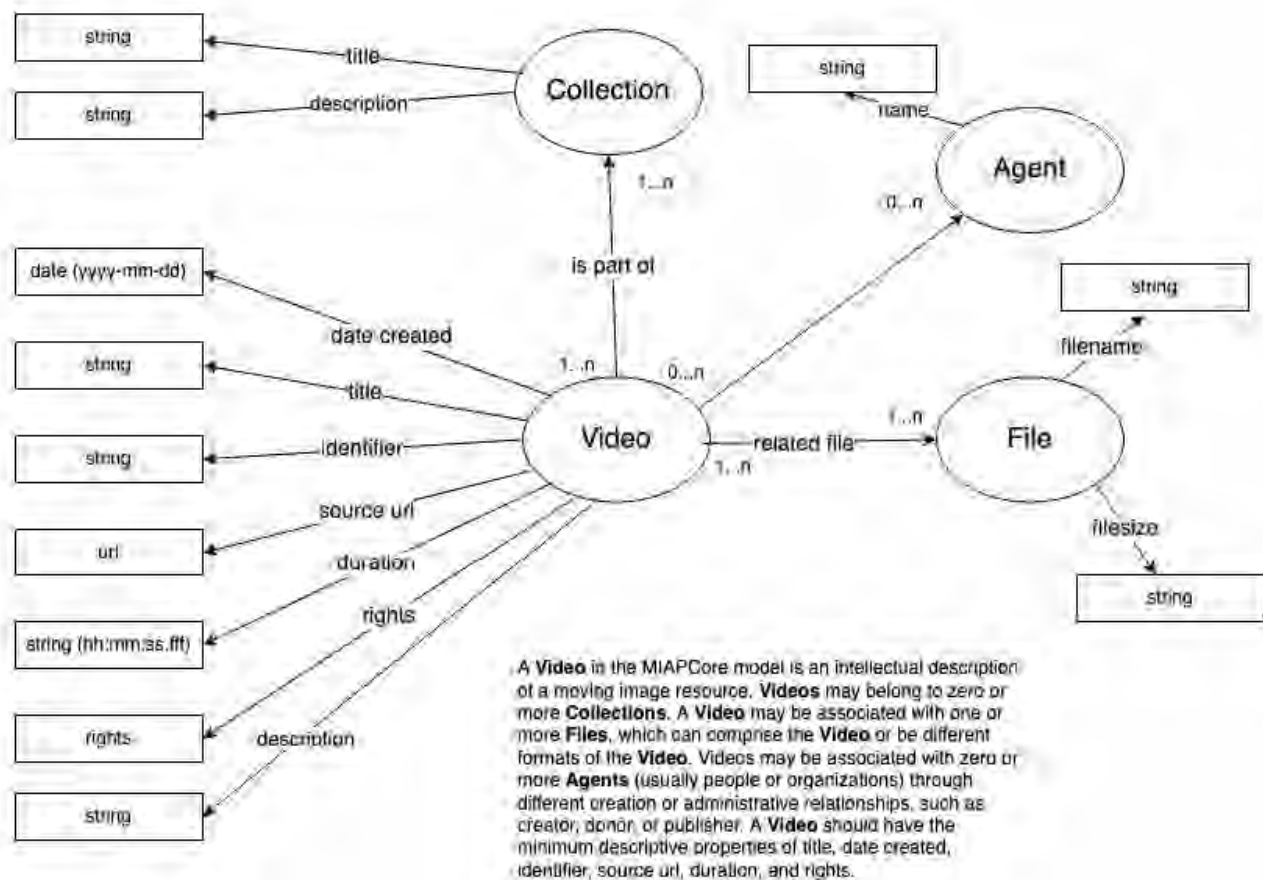 string
title
string
description
Collection
1...n
string
name
Agent
0...n
is part of
date (yyyy-mm-dd)
date created
string
title
string
identifier
url
source url
string (hh:mm:ss.fff)
duration
rights
rights
string
description
1...n
0...n
Video
related file
1...n
1...n
File
string
filename
filesize
string
A Video in the MIAPCore model is an intellectual description
of a moving image resource. Videos may belong to zero or
more Collections. A Video may be associated with one or
more Files, which can comprise the Video or be different
formats of the Video. Videos may be associated with zero or
more Agents (usually people or organizations) through
different creation or administrative relationships, such as
creator, donor, or publisher. A Video should have the
minimum descriptive properties of title, date created,
identifier, source url, duration, and rights.